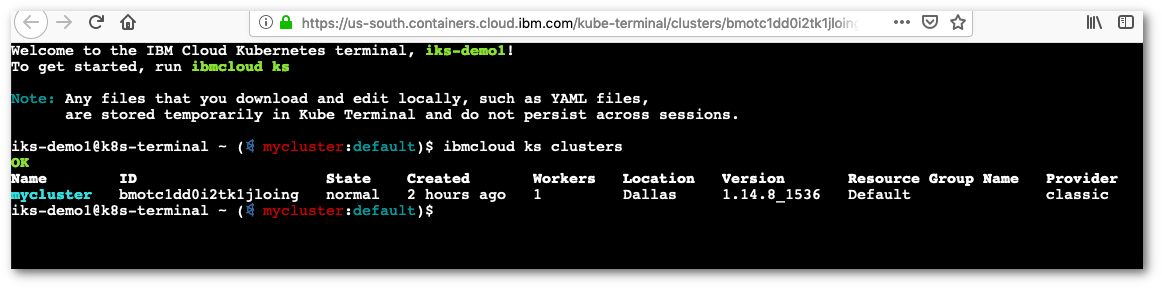 https://us-south.containers.cloud.ibm.com/kube-terminal/clusters/bmotc1dd0i2tk1jloing
Welcome to the IBM Cloud Kubernetes terminal, iks-demo1!
To get started, run ibmcloud ks
Note: Any files that you download and edit locally, such as YAML files,
are stored temporarily in Kube Terminal and do not persist across sessions.
iks-demo1@k8s-terminal ~ (⎈ mycluster:default)$ ibmcloud ks clusters
OK
Name ID State Created Workers Location Version Resource Group Name Provider
mycluster bmotc1dd0i2tk1jloing normal 2 hours ago 1 Dallas 1.14.8_1536 Default classic
iks-demo1@k8s-terminal ~ (⎈ mycluster:default)$